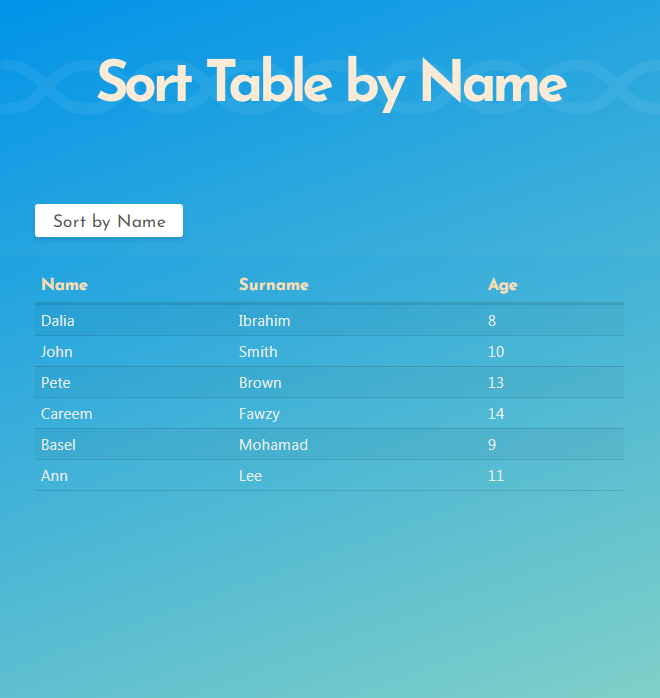 Sort Table by Name
Sort by Name
Name Surname Age
Dalia Ibrahim 8
John Smith 10
Pete Brown 13
Careem Fawzy 14
Basel Mohamad 9
Ann Lee 11